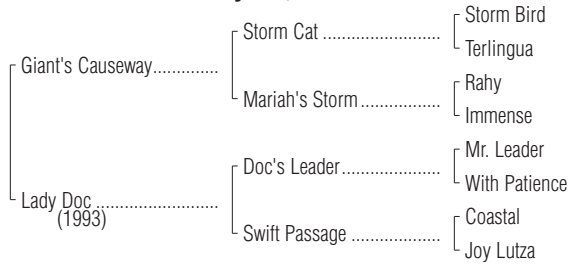 Storm Bird
Storm Cat ....................
Terlingua
Giant's Causeway.............
Rahy
Mariah's Storm .................
Immense
Mr. Leader
Doc's Leader.....................
With Patience
Lady Doc ........................
(1993)
Coastal
Swift Passage ...................
Joy Lutza